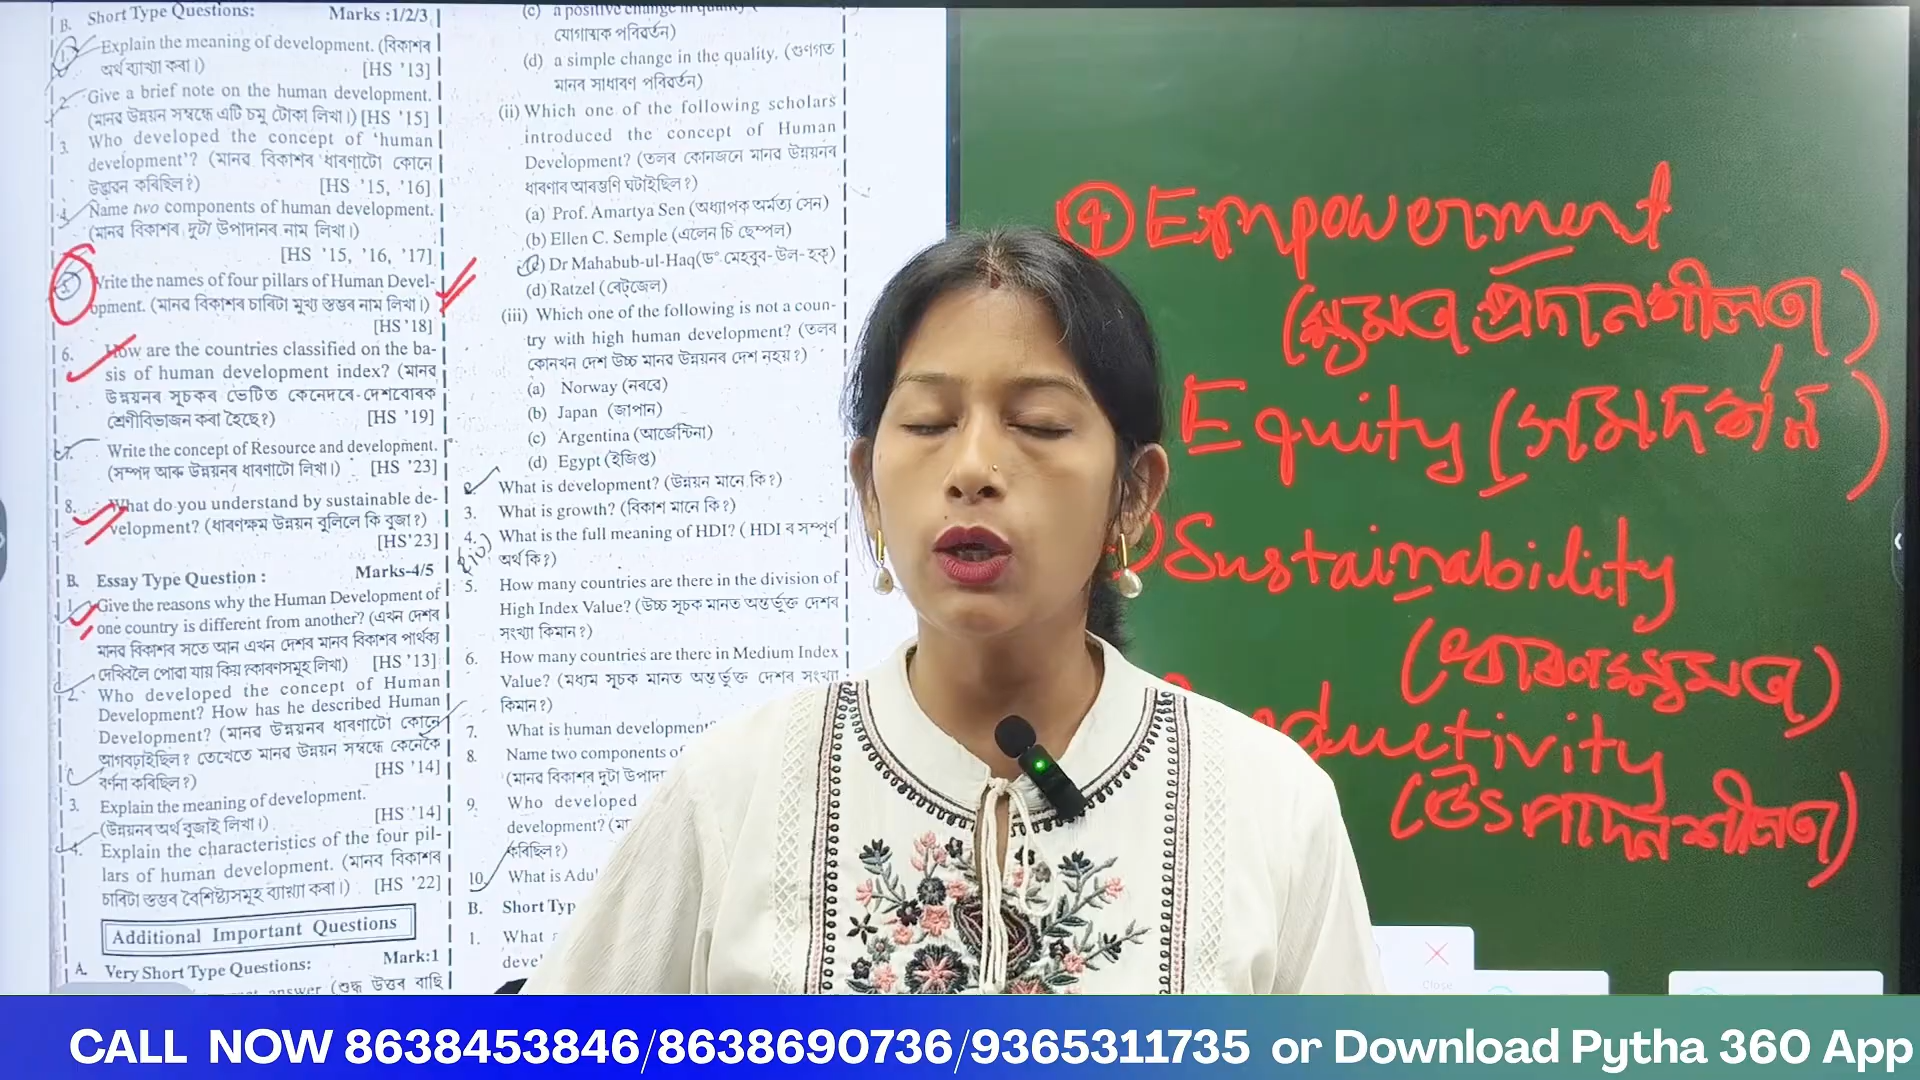 B. Short Type Questions: Marks :1/2/3
1. Explain the meaning of development. (বিকাশৰ
অৰ্থ ব্যাখ্যা কৰা।) [HS '13]
2. Give a brief note on the human development.
(মানৱ উন্নয়ন সম্বন্ধে এটি চমু টোকা লিখা।) [HS '15]
3. Who developed the concept of 'human
development'? (মানৱ বিকাশৰ ধাৰণাটো কোনে
উদ্ভাৱন কৰিছিল?) [HS '15, '16]
4. Name two components of human development.
(মানৱ বিকাশৰ দুটা উপাদানৰ নাম লিখা।)
[HS '15, '16, '17]
5. Write the names of four pillars of Human Devel-
opment. (মানৱ বিকাশৰ চাৰিটা মুখ্য স্তম্ভৰ নাম লিখা।)
[HS '18]
6. How are the countries classified on the ba-
sis of human development index? (মানৱ
উন্নয়নৰ সূচকৰ ভেটিত কেনেদৰে-দেশবোৰক
শ্ৰেণীবিভাজন কৰা হৈছে?) [HS '19]
7. Write the concept of Resource and development.
(সম্পদ আৰু উন্নয়নৰ ধাৰণাটো লিখা।) [HS '23]
8. What do you understand by sustainable de-
velopment? (ধাৰণক্ষম উন্নয়ন বুলিলে কি বুজা?)
[HS'23]
B. Essay Type Question : Marks-4/5
1. Give the reasons why the Human Development of
one country is different from another? (এখন দেশৰ
মানৱ বিকাশৰ সতে আন এখন দেশৰ মানৱ বিকাশৰ পাৰ্থক্য
দেখিবলৈ পোৱা যায় কিয় ?কাৰণসমূহ লিখা) [HS '13]
2. Who developed the concept of Human
Development? How has he described Human
Development? (মানৱ উন্নয়নৰ ধাৰণাটো কোনে
আগবঢ়াইছিল? তেখেতে মানৱ উন্নয়ন সম্বন্ধে কেনেকৈ
বৰ্ণনা কৰিছিল?) [HS '14]
3. Explain the meaning of development.
(উন্নয়নৰ অৰ্থ বুজাই লিখা।) [HS '14]
4. Explain the characteristics of the four pil-
lars of human development. (মানৱ বিকাশৰ
চাৰিটা স্তম্ভৰ বৈশিষ্ট্যসমূহ ব্যাখ্যা কৰা।) [HS '22]
Additional Important Questions
A. Very Short Type Questions: Mark:1
answer (শুদ্ধ উত্তৰ বাছি
(c) a positive change in quality (
যোগাত্মক পৰিৱৰ্তন)
(d) a simple change in the quality. (গুণগত
মানৰ সাধাৰণ পৰিৱৰ্তন)
(ii) Which one of the following scholars
introduced the concept of Human
Development? (তলৰ কোনজনে মানৱ উন্নয়নৰ
ধাৰণাৰ আৰম্ভণি ঘটাইছিল?)
(a) Prof. Amartya Sen (অধ্যাপক অৰ্মত্য সেন)
(b) Ellen C. Semple (এলেন চি ছেম্পল)
(c) Dr Mahabub-ul-Haq(ড° মেহবুব-উল-হক)
(d) Ratzel (ৰেট্জেল)
(iii) Which one of the following is not a coun-
try with high human development? (তলৰ
কোনখন দেশ উচ্চ মানৱ উন্নয়নৰ দেশ নহয়?)
(a) Norway (নৰৱে)
(b) Japan (জাপান)
(c) Argentina (আৰ্জেন্টিনা)
(d) Egypt (ইজিপ্ত)
What is development? (উন্নয়ন মানে কি?)
3. What is growth? (বিকাশ মানে কি?)
4. What is the full meaning of HDI? ( HDI ৰ সম্পূৰ্ণ
অৰ্থ কি?)
5. How many countries are there in the division of
High Index Value? (উচ্চ সূচক মানত অন্তৰ্ভুক্ত দেশৰ
সংখ্যা কিমান?)
6. How many countries are there in Medium Index
Value? (মধ্যম সূচক মানত অন্তৰ্ভুক্ত দেশৰ সংখ্যা
কিমান?)
7. What is human development
8. Name two components of
(মানৱ বিকাশৰ দুটা
9. Who developed
development?
কৰিছিল?)
10. What is
B. Short
1. What
④ Empowerment
(ক্ষমতা প্ৰদানশীলতা)
Equity (সমদৰ্শন)
Sustainability
(ধাৰণক্ষমতা)
(উৎপাদনশীলতা)
Close
CALL NOW 8638453846/8638690736/9365311735 or Download Pytha 360 App